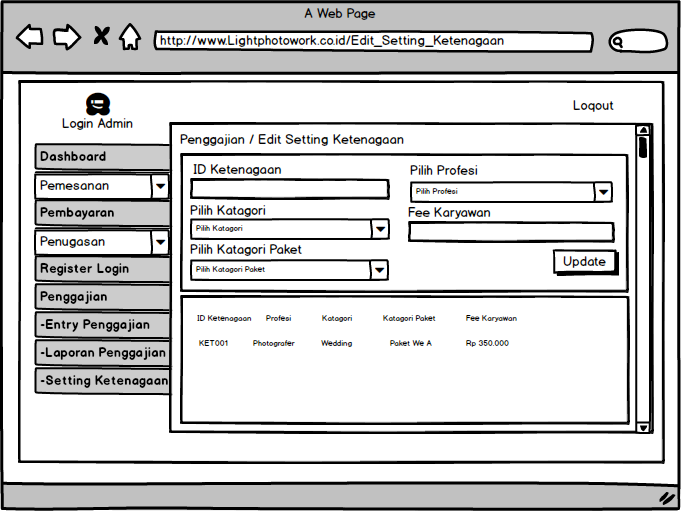 A Web Page
http://www.Lightphotowork.co.id/Edit_Setting_Ketenagaan
Logout
Login Admin
Dashboard
Pemesanan
Pembayaran
Penugasan
Register Login
Penggajian
-Entry Penggajian
-Laporan Penggajian
-Setting Ketenagaan
Penggajian / Edit Setting Ketenagaan
ID Ketenagaan
Pilih Profesi
Pilih Profesi
Pilih Katagori
Pilih Katagori
Fee Karyawan
Pilih Katagori Paket
Pilih Katagori Paket
Update
ID Ketenagaan Profesi Katagori Katagori Paket Fee Karyawan
KET001 Photografer Wedding Paket We A Rp 350.000